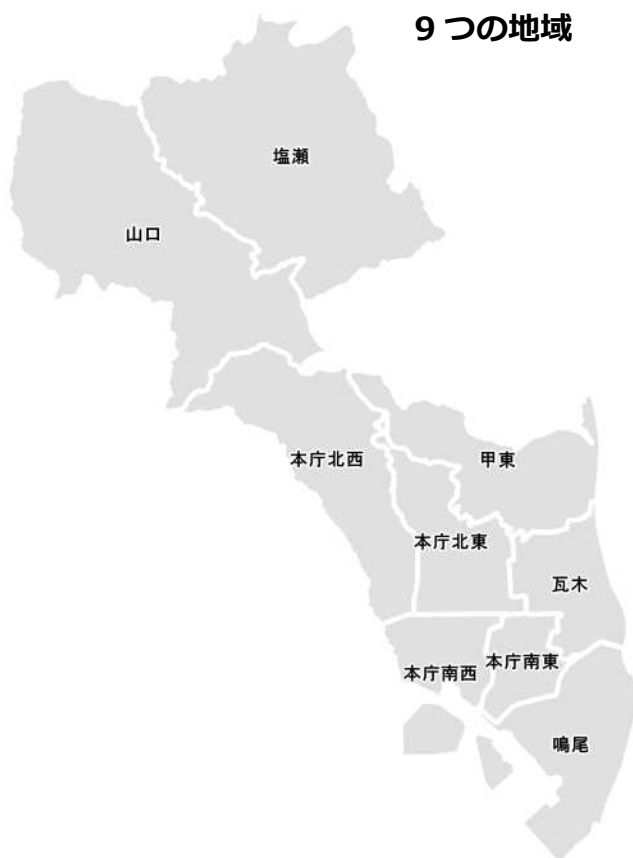 9つの地域
塩瀬
山口
本庁北西
甲東
本庁北東
瓦木
本庁南東
本庁南西
鳴尾